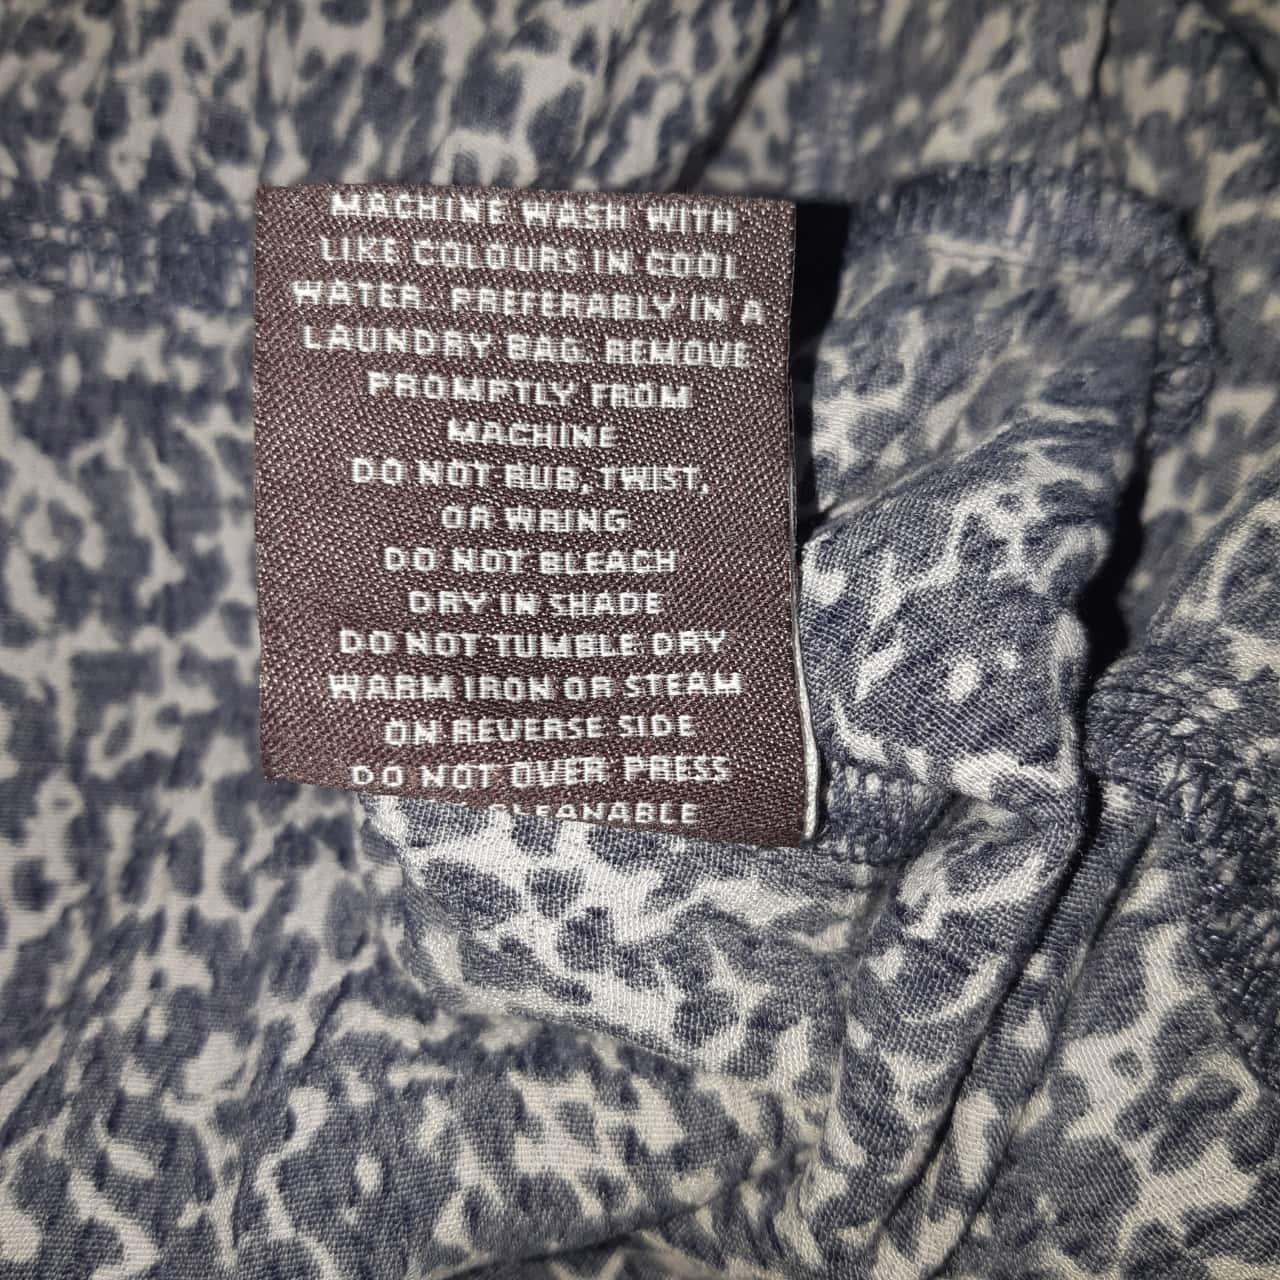 MACHINE WASH WITH
LIKE COLOURS IN COOL
WATER. PREFERABLY IN A
LAUNDRY BAG. REMOVE
PROMPTLY FROM
MACHINE
DO NOT RUB, TWIST,
OR WRING
DO NOT BLEACH
DRY IN SHADE
DO NOT TUMBLE DRY
WARM IRON OR STEAM
ON REVERSE SIDE
DO NOT OVER PRESS
CLEANABLE